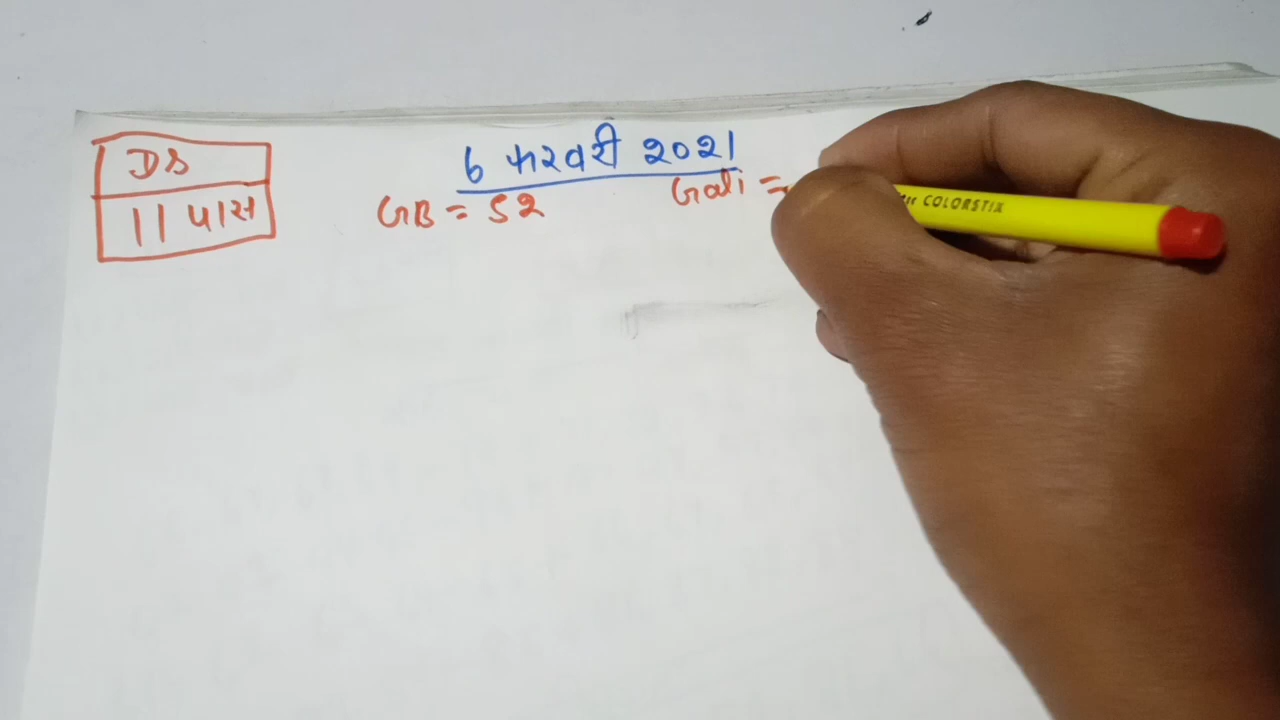 6 फरवरी 2021
DS
11 पास
GB = 52
Gali =
COLORSTIX